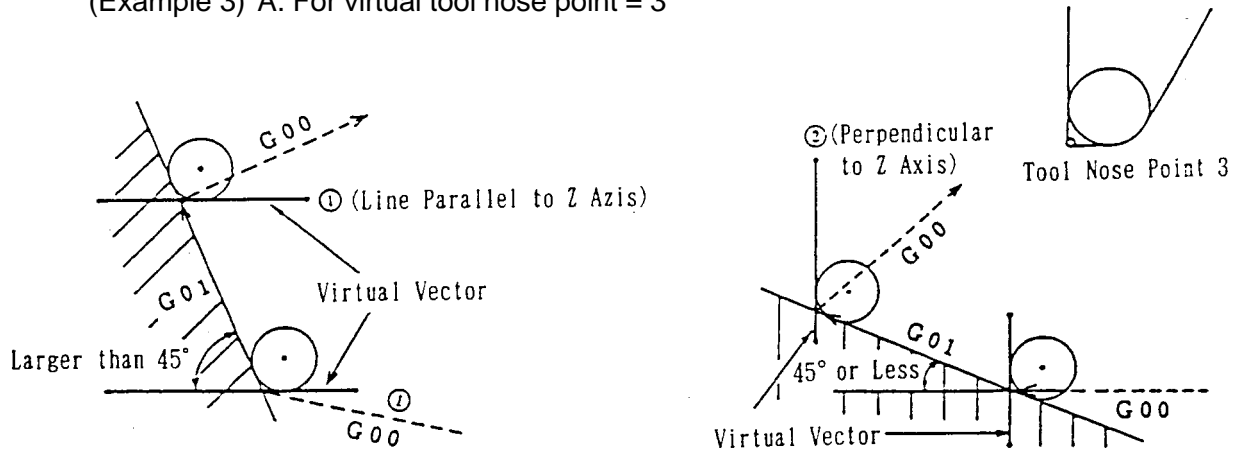 (Example 3) A. For virtual tool nose point = 3
G00
① (Line Parallel to Z Azis)
G01
Virtual Vector
Larger than 45°
①
G00
② (Perpendicular
to Z Axis)
G00
Tool Nose Point 3
G01
45° or Less
G00
Virtual Vector